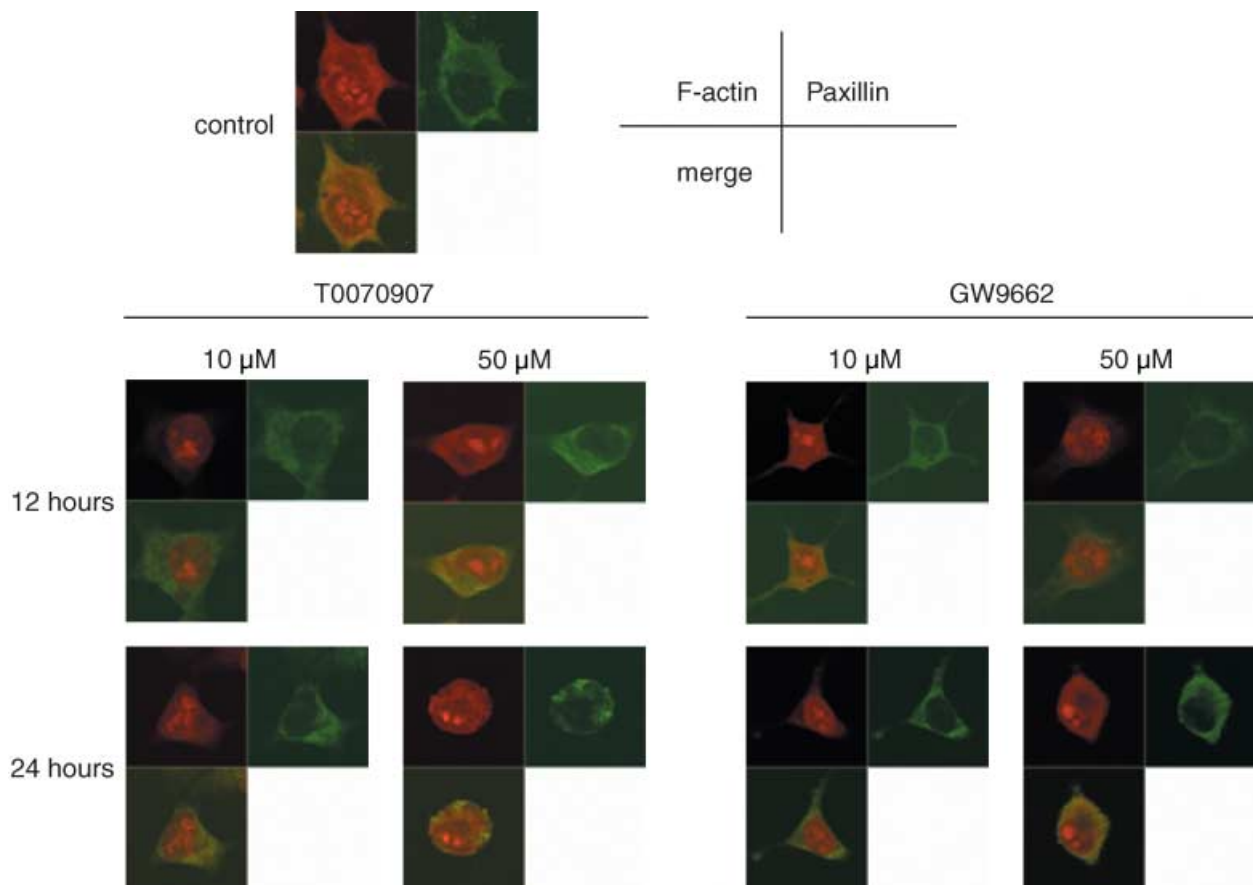 F-actin Paxillin
control
merge
T0070907 GW9662
10 µM 50 µM 10 µM 50 µM
12 hours
24 hours